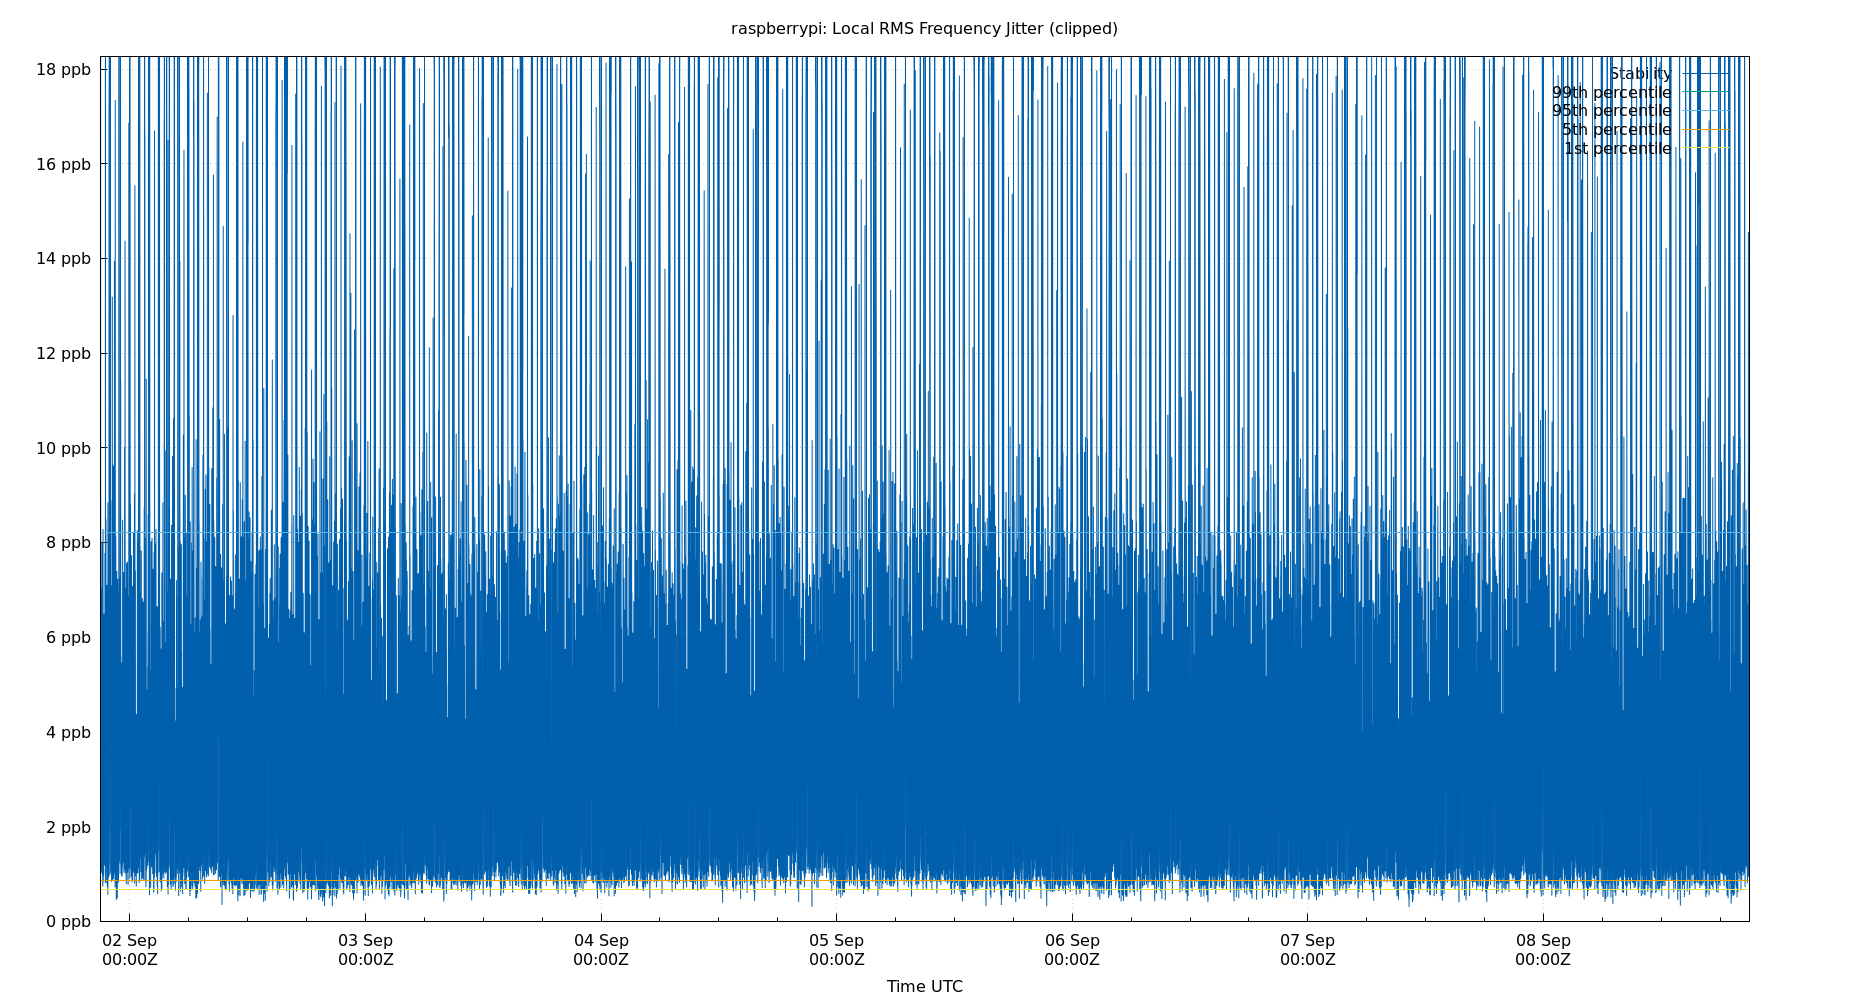 raspberrypi: Local RMS Frequency Jitter (clipped)
18 ppb
16 ppb
14 ppb
12 ppb
10 ppb
8 ppb
6 ppb
4 ppb
2 ppb
0 ppb
Stability
99th percentile
95th percentile
5th percentile
1st percentile
02 Sep
00:00Z
03 Sep
00:00Z
04 Sep
00:00Z
05 Sep
00:00Z
06 Sep
00:00Z
07 Sep
00:00Z
08 Sep
00:00Z
Time UTC